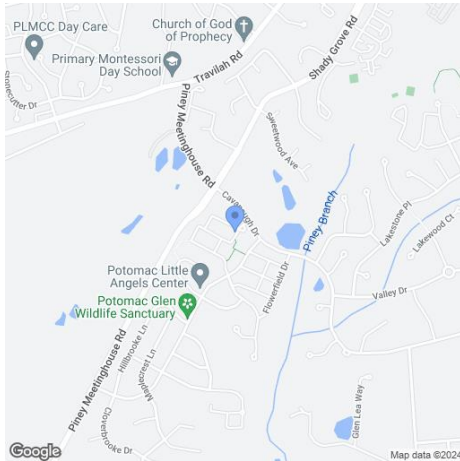 PLMCC Day Care
Church of God
of Prophecy
Primary Montessori
Day School
Travilah Rd
Shady Grove Rd
Stonecutter Dr
Piney Meetinghouse Rd
Sweetwood Ave
Cavanaugh Dr
Piney Branch
Lakestone Pl
Lakewood Ct
Potomac Little
Angels Center
Flowerfield Dr
Potomac Glen
Wildlife Sanctuary
Valley Dr
Piney Meetinghouse Rd
Hillbrooke Ln
Maplecrest Ln
Cloverbrooke Dr
Glen Lea Way
Google
Map data ©2024